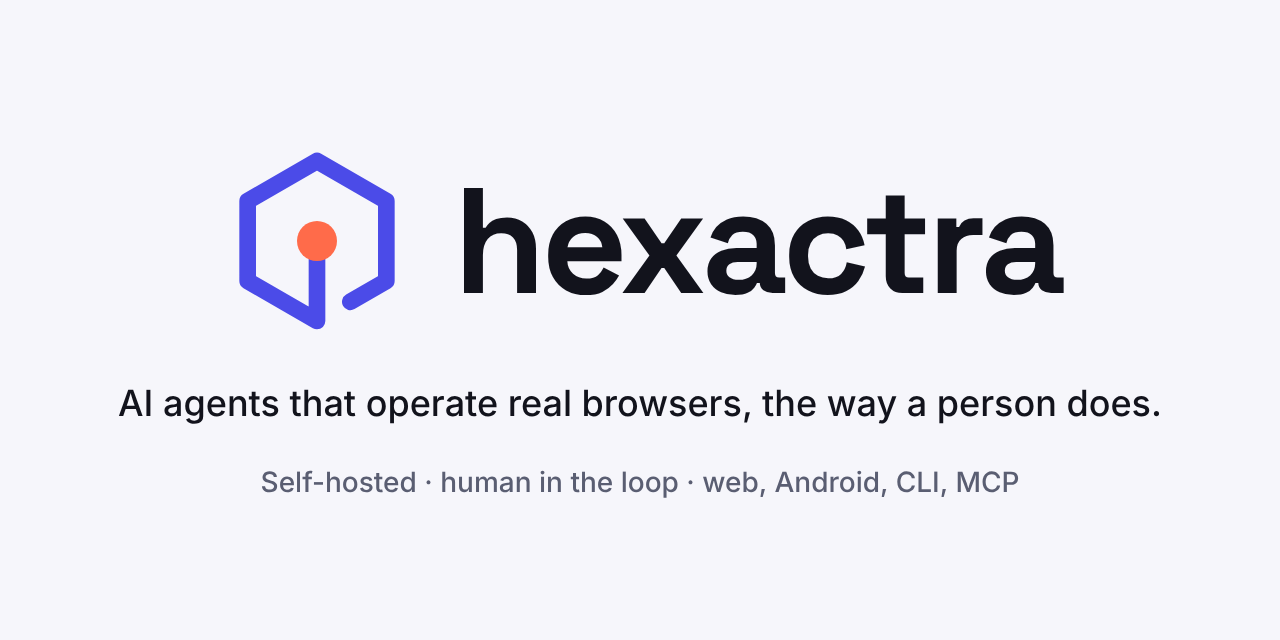 hexactra
AI agents that operate real browsers, the way a person does.
Self-hosted · human in the loop · web, Android, CLI, MCP